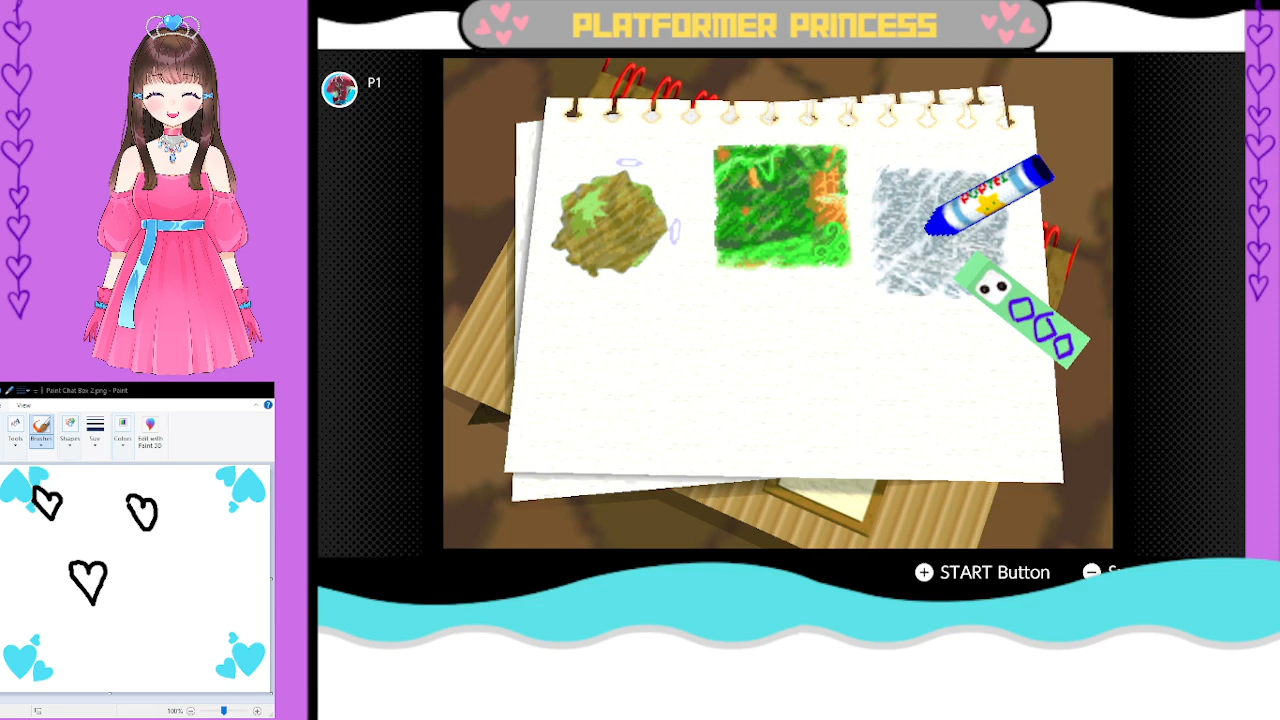 PLATFORMER PRINCESS
P1
Paint Chat Box 2.png - Paint
View
Tools
Brushes
Shapes
Size
Colors
Edit with
Paint 3D
START Button
100%